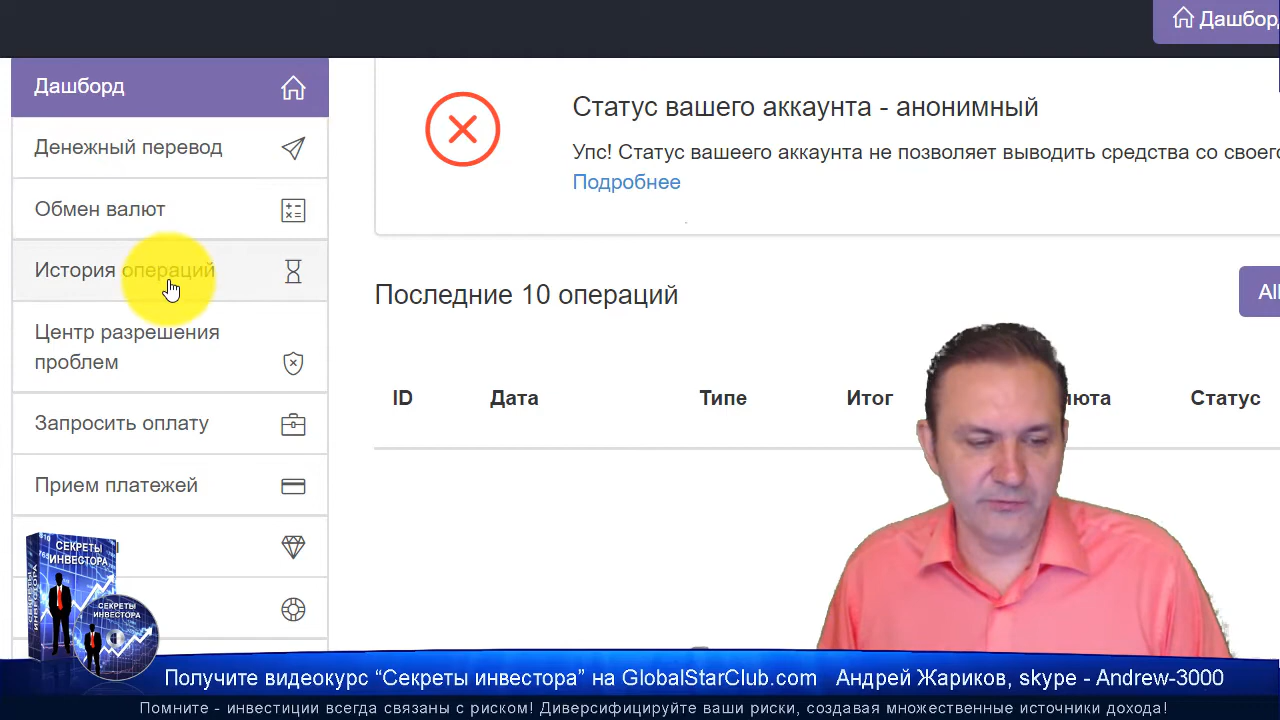 Дашборд
Дашборд
Денежный перевод
Обмен валют
История операций
Центр разрешения
проблем
Запросить оплату
Прием платежей
Статус вашего аккаунта - анонимный
Упс! Статус вашеего аккаунта не позволяет выводить средства со своего
Подробнее
Последние 10 операций
All
ID Дата Типе Итог Статус
СЕКРЕТЫ
ИНВЕСТОРА
СЕКРЕТЫ
ИНВЕСТОРА
Получите видеокурс “Секреты инвестора” на GlobalStarClub.com Андрей Жариков, skype - Andrew-3000
Помните - инвестиции всегда связаны с риском! Диверсифицируйте ваши риски, создавая множественные источники дохода!